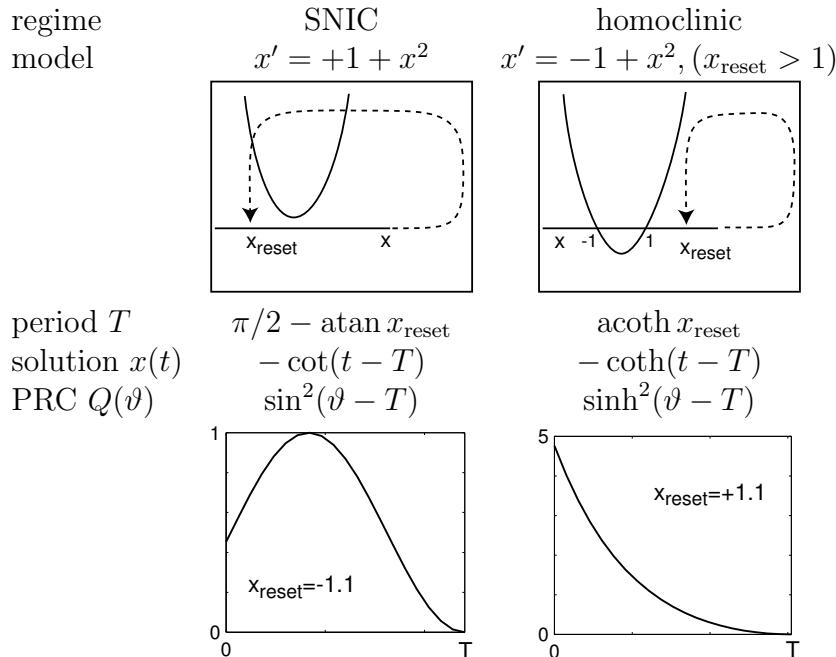 regime SNIC homoclinic
model x′ = +1 + x² x′ = −1 + x², (x_reset > 1)
x_reset x
x -1 1 x_reset
period T π/2 − atan x_reset acoth x_reset
solution x(t) − cot(t − T) − coth(t − T)
PRC Q(ϑ) sin²(ϑ − T) sinh²(ϑ − T)
1 5
x_reset=+1.1
x_reset=-1.1
0 0
0 T 0 T